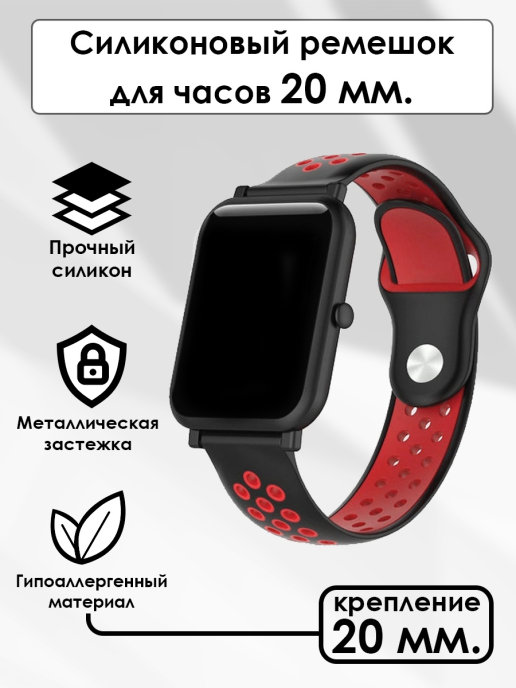 Силиконовый ремешок
для часов 20 мм.
Прочный
силикон
Металлическая
застежка
Гипоаллергенный
материал
крепление
20 мм.